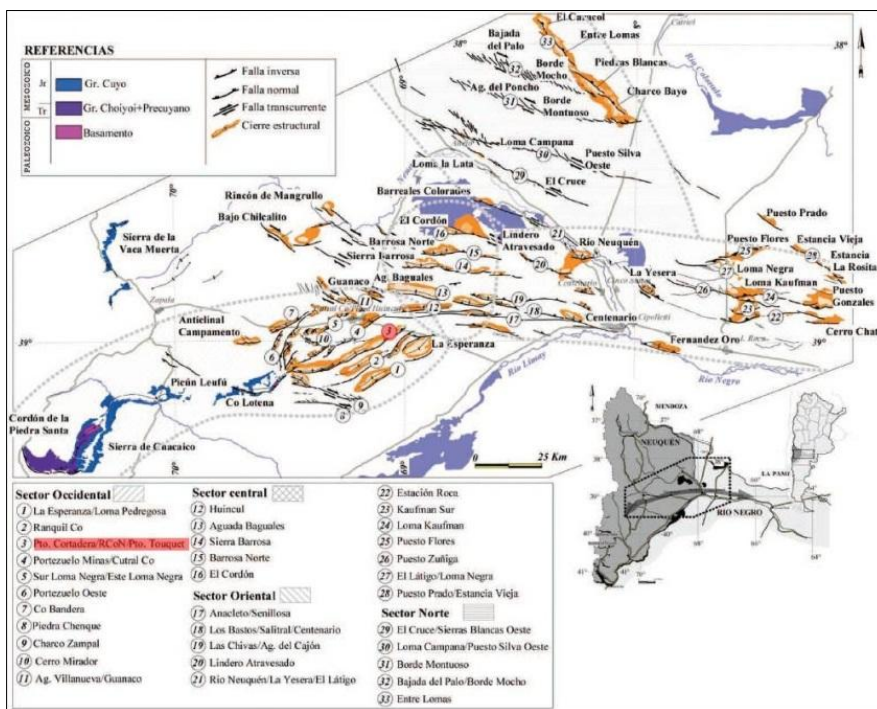 REFERENCIAS
MESOZOICO
PALEOZOICO
Jr
Tr
Gr. Cuyo
Gr. Choiyoi+Precuyano
Basamento
Falla inversa
Falla normal
Falla transcurrente
Cierre estructural
El Caracol
Entre Lomas
Bajada
del Palo
Borde
Mocho
Piedras Blancas
Ag. del Poncho
Borde
Montuoso
Charco Bayo
Río Colorado
Catriel
38°
38°
Loma Campana
Puesto Silva
Oeste
Loma la Lata
El Cruce
Barreales Colorados
Rincón de Mangrullo
Bajo Chilcalito
El Cordón
Lindero
Atravesado
Río
Neuquén
Barrosa Norte
Sierra Barrosa
Sierra de la
Vaca Muerta
Guanaco
Ag. Baguales
La Yesera
Centenario
Cipolletti
Zapala
Anticlinal
Campamento
La Esperanza
Fernandez Oro
Río Limay
Río Negro
Puesto Prado
Puesto Flores
Estancia Vieja
Estancia
La Rosita
Loma Negra
Loma Kaufman
Puesto
Gonzales
Cerro Chat
39°
39°
70°
70°
69°
69°
Picún Leufú
Co Lotena
Cordón de la
Piedra Santa
Sierra de Cuacaico
0
25 Km
MENDOZA
NEUQUÉN
LA PAMPA
RIO NEGRO
Sector Occidental
1 La Esperanza/Loma Pedregosa
2 Ranquil Co
3 Pto. Cortadera/RCoN/Pto. Touquet
4 Portezuelo Minas/Cutral Co
5 Sur Loma Negra/Este Loma Negra
6 Portezuelo Oeste
7 Co Bandera
8 Piedra Chenque
9 Charco Zampal
10 Cerro Mirador
11 Ag. Villanueva/Guanaco
Sector central
12 Huincul
13 Aguada Baguales
14 Sierra Barrosa
15 Barrosa Norte
16 El Cordón
Sector Oriental
17 Anacleto/Senillosa
18 Los Bastos/Salitral/Centenario
19 Las Chivas/Ag. del Cajón
20 Lindero Atravesado
21 Rio Neuquén/La Yesera/El Látigo
22 Estación Roca
23 Kaufman Sur
24 Loma Kaufman
25 Puesto Flores
26 Puesto Zuñiga
27 El Látigo/Loma Negra
28 Puesto Prado/Estancia Vieja
Sector Norte
29 El Cruce/Sierras Blancas Oeste
30 Loma Campana/Puesto Silva Oeste
31 Borde Montuoso
32 Bajada del Palo/Borde Mocho
33 Entre Lomas